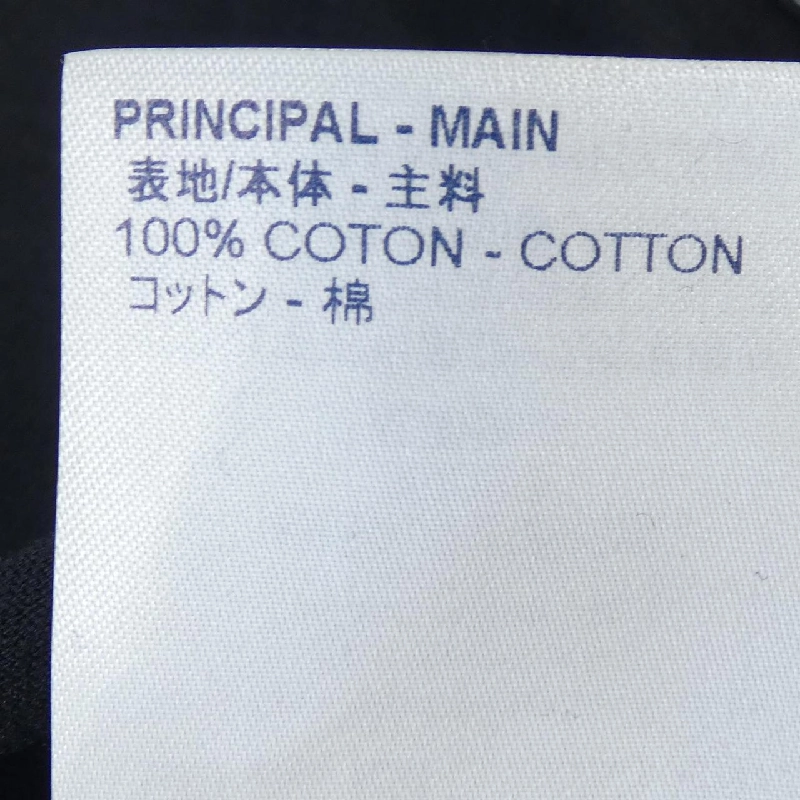 PRINCIPAL - MAIN
表地/本体 - 主料
100% COTON - COTTON
コットン - 棉